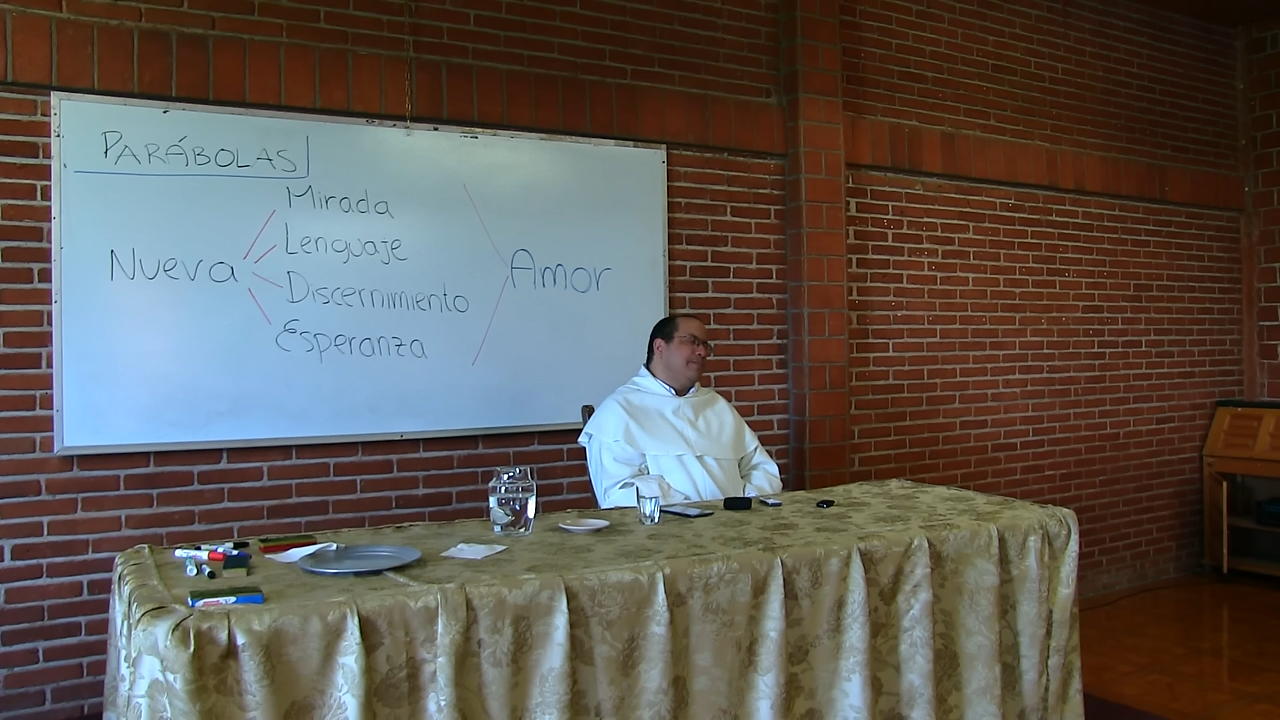 PARÁBOLAS
Mirada
Lenguaje
Nueva
Amor
Discernimiento
Esperanza